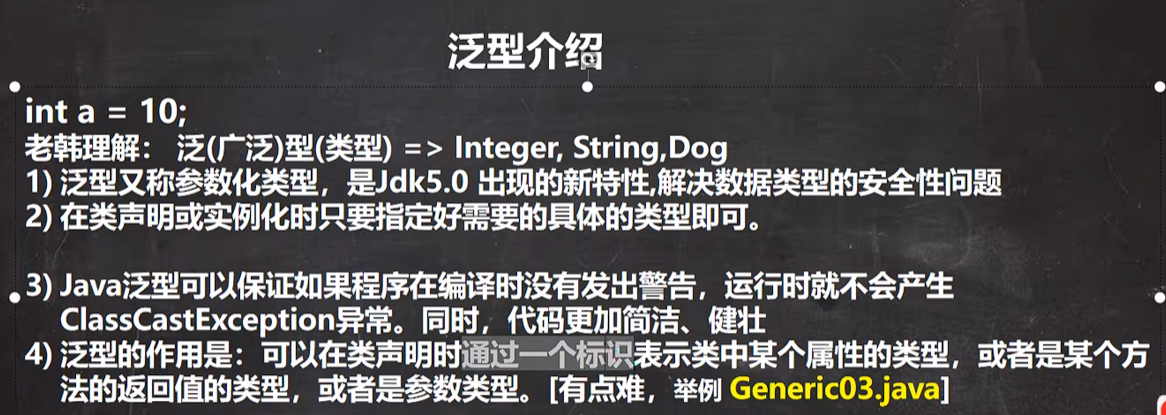 泛型介绍
int a = 10;
老韩理解： 泛(广泛)型(类型) => Integer, String,Dog
1) 泛型又称参数化类型，是Jdk5.0 出现的新特性,解决数据类型的安全性问题
2) 在类声明或实例化时只要指定好需要的具体的类型即可。
3) Java泛型可以保证如果程序在编译时没有发出警告，运行时就不会产生
ClassCastException异常。同时，代码更加简洁、健壮
4) 泛型的作用是：可以在类声明时通过一个标识表示类中某个属性的类型，或者是某个方
法的返回值的类型，或者是参数类型。[有点难，举例 Generic03.java]